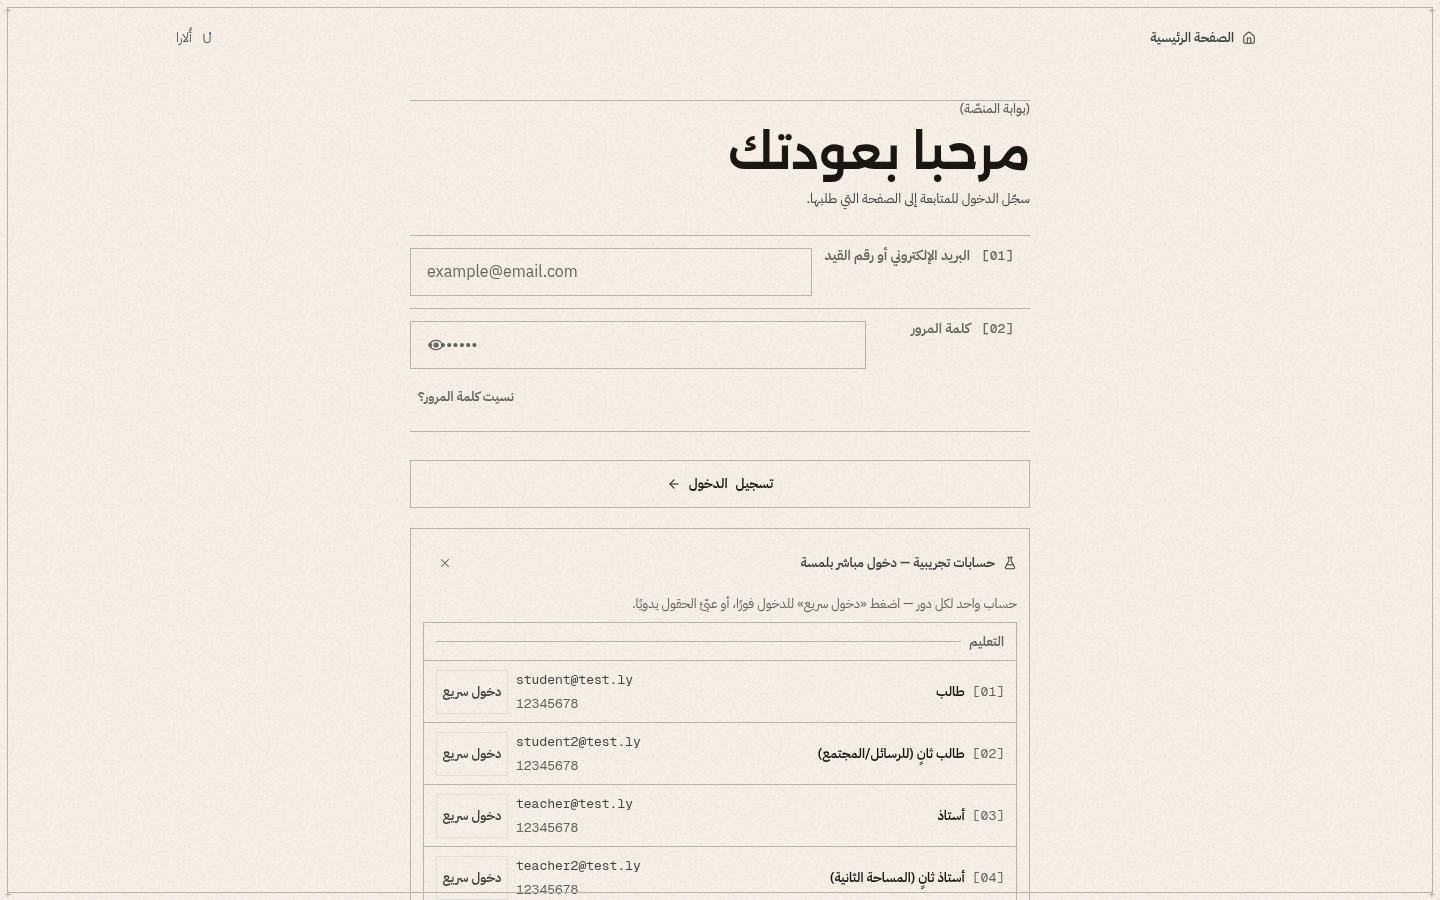 الصفحة الرئيسية
ألارا
(بوابة المنصّة)
مرحبا بعودتك
سجّل الدخول للمتابعة إلى الصفحة التي طلبها.
[01] البريد الإلكتروني أو رقم القيد
example@email.com
[02] كلمة المرور
نسيت كلمة المرور؟
تسجيل الدخول ←
حسابات تجريبية — دخول مباشر بلمسة
حساب واحد لكل دور — اضغط «دخول سريع» للدخول فورًا، أو عبّئ الحقول يدويًا.
التعليم
[01] طالب
student@test.ly
12345678
دخول سريع
[02] طالب ثانٍ (للرسائل/المجتمع)
student2@test.ly
12345678
دخول سريع
[03] أستاذ
teacher@test.ly
12345678
دخول سريع
[04] أستاذ ثانٍ (المساحة الثانية)
teacher2@test.ly
12345678
دخول سريع